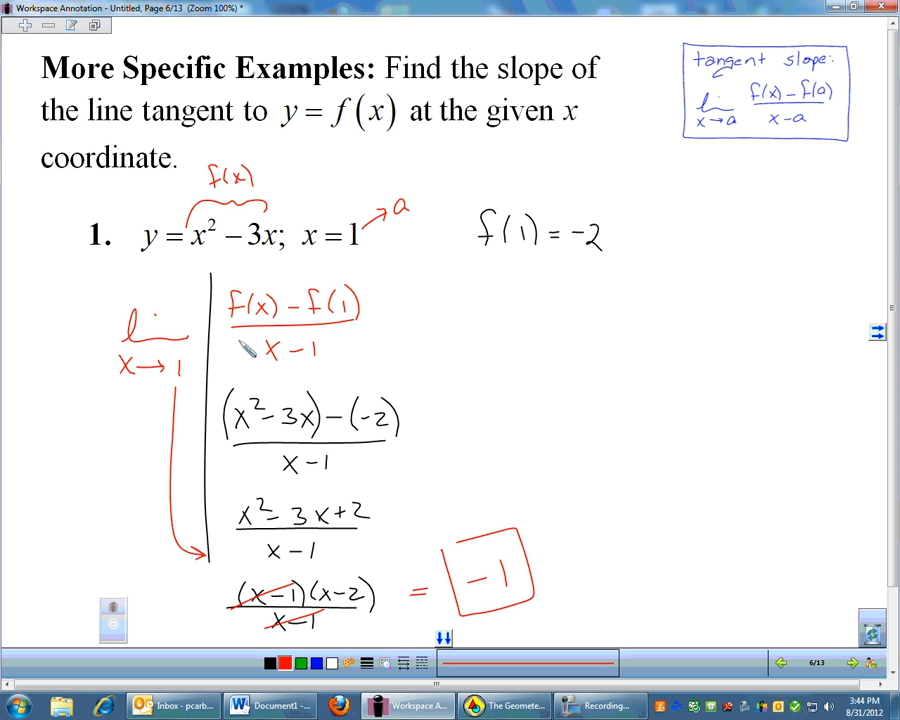 Workspace Annotation - Untitled, Page 6/13 (Zoom 100%) *
More Specific Examples: Find the slope of
the line tangent to y = f(x) at the given x
coordinate.
tangent slope:
lim x→a (f(x) - f(a))/(x - a)
f(x)
a
1. y = x² − 3x; x = 1
f(1) = -2
lim x→1
f(x) - f(1)
x - 1
(x² - 3x) - (-2)
x - 1
x² - 3x + 2
x - 1
(x-1)(x-2)
x-1
= -1
6/13
Inbox - pcarb...
Document1 - ...
Workspace A...
The Geomete...
Recording...
3:44 PM
8/31/2012